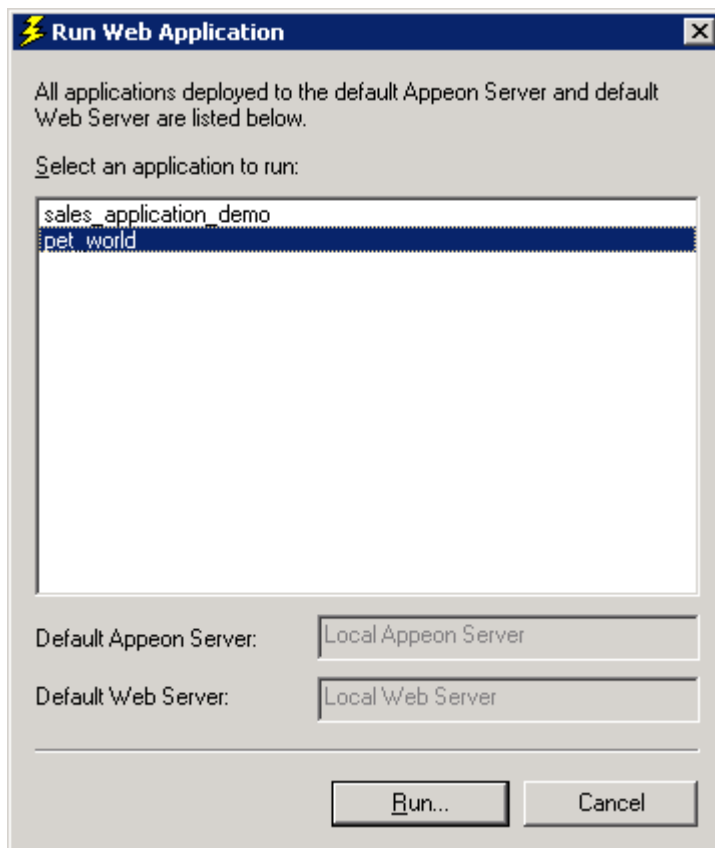 Run Web Application
All applications deployed to the default Appeon Server and default
Web Server are listed below.
Select an application to run:
sales_application_demo
pet_world
Default Appeon Server:
Local Appeon Server
Default Web Server:
Local Web Server
Run...
Cancel